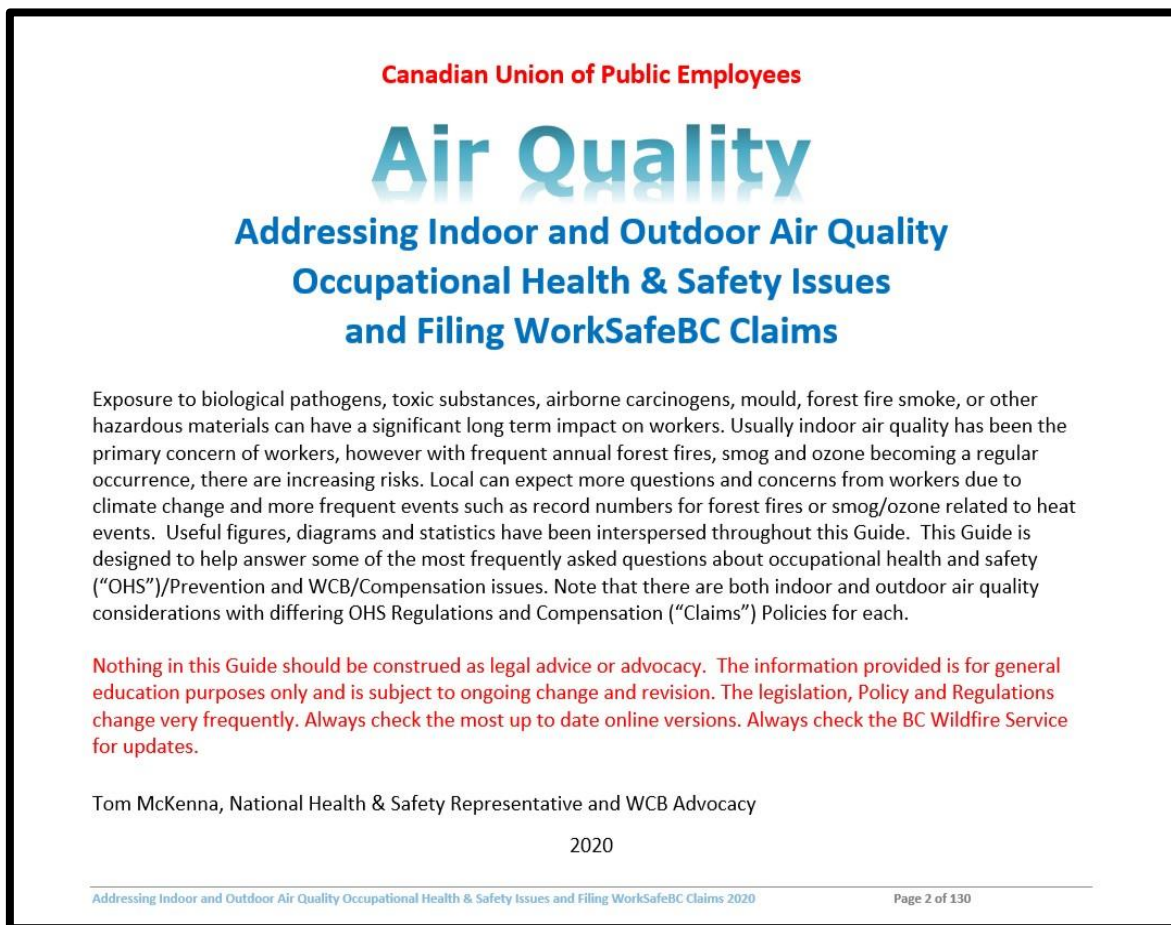 Canadian Union of Public Employees
Air Quality
Addressing Indoor and Outdoor Air Quality
Occupational Health & Safety Issues
and Filing WorkSafeBC Claims
Exposure to biological pathogens, toxic substances, airborne carcinogens, mould, forest fire smoke, or other
hazardous materials can have a significant long term impact on workers. Usually indoor air quality has been the
primary concern of workers, however with frequent annual forest fires, smog and ozone becoming a regular
occurrence, there are increasing risks. Local can expect more questions and concerns from workers due to
climate change and more frequent events such as record numbers for forest fires or smog/ozone related to heat
events.  Useful figures, diagrams and statistics have been interspersed throughout this Guide.  This Guide is
designed to help answer some of the most frequently asked questions about occupational health and safety
(“OHS”)/Prevention and WCB/Compensation issues. Note that there are both indoor and outdoor air quality
considerations with differing OHS Regulations and Compensation (“Claims”) Policies for each.
Nothing in this Guide should be construed as legal advice or advocacy.  The information provided is for general
education purposes only and is subject to ongoing change and revision. The legislation, Policy and Regulations
change very frequently. Always check the most up to date online versions. Always check the BC Wildfire Service
for updates.
Tom McKenna, National Health & Safety Representative and WCB Advocacy
2020
Addressing Indoor and Outdoor Air Quality Occupational Health & Safety Issues and Filing WorkSafeBC Claims 2020 Page 2 of 130